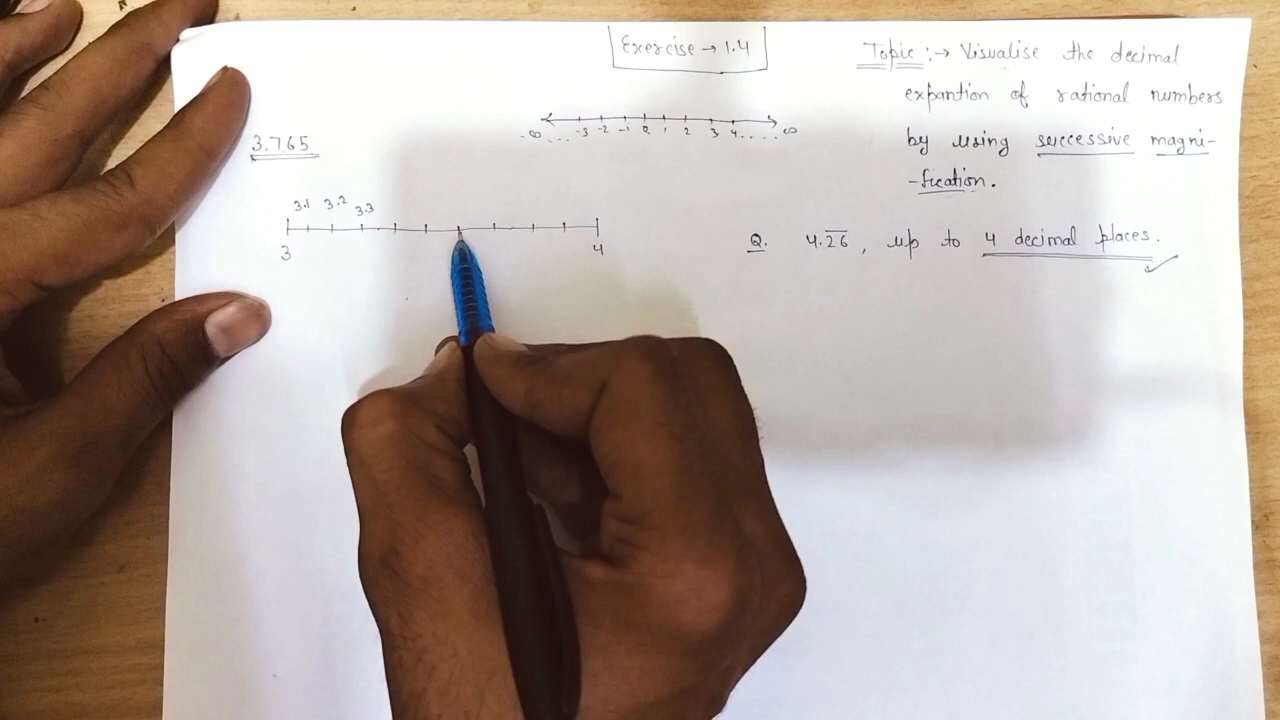 Exercise → 1.4
Topic :→ Visualise the decimal
expantion of rational numbers
by using successive magni-
-fication.
-∞ ... -3 -2 -1 0 1 2 3 4 ..... ∞
3.765
3.1 3.2 3.3
3 4
Q. 4.2̅6̅, up to 4 decimal places.